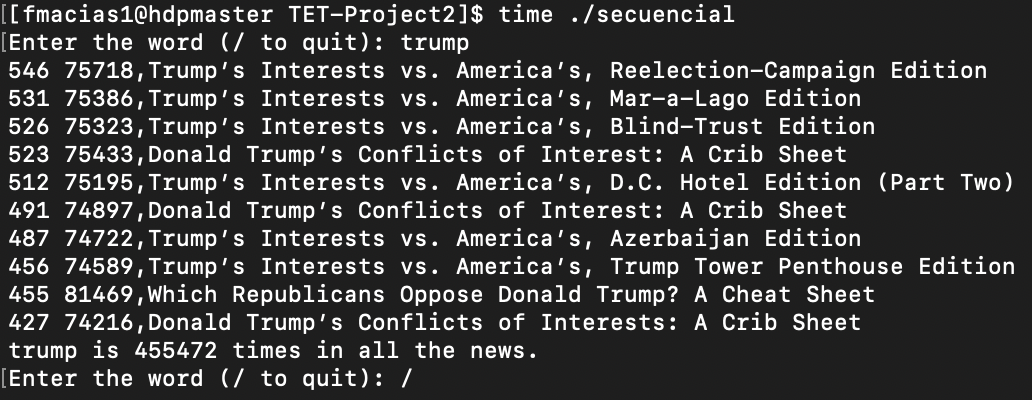 [[fmacias1@hdpmaster TET-Project2]$ time ./secuencial
[Enter the word (/ to quit): trump
546 75718,Trump’s Interests vs. America’s, Reelection-Campaign Edition
531 75386,Trump’s Interests vs. America’s, Mar-a-Lago Edition
526 75323,Trump’s Interests vs. America’s, Blind-Trust Edition
523 75433,Donald Trump’s Conflicts of Interest: A Crib Sheet
512 75195,Trump’s Interests vs. America’s, D.C. Hotel Edition (Part Two)
491 74897,Donald Trump’s Conflicts of Interest: A Crib Sheet
487 74722,Trump’s Interests vs. America’s, Azerbaijan Edition
456 74589,Trump’s Interests vs. America’s, Trump Tower Penthouse Edition
455 81469,Which Republicans Oppose Donald Trump? A Cheat Sheet
427 74216,Donald Trump’s Conflicts of Interests: A Crib Sheet
trump is 455472 times in all the news.
[Enter the word (/ to quit): /